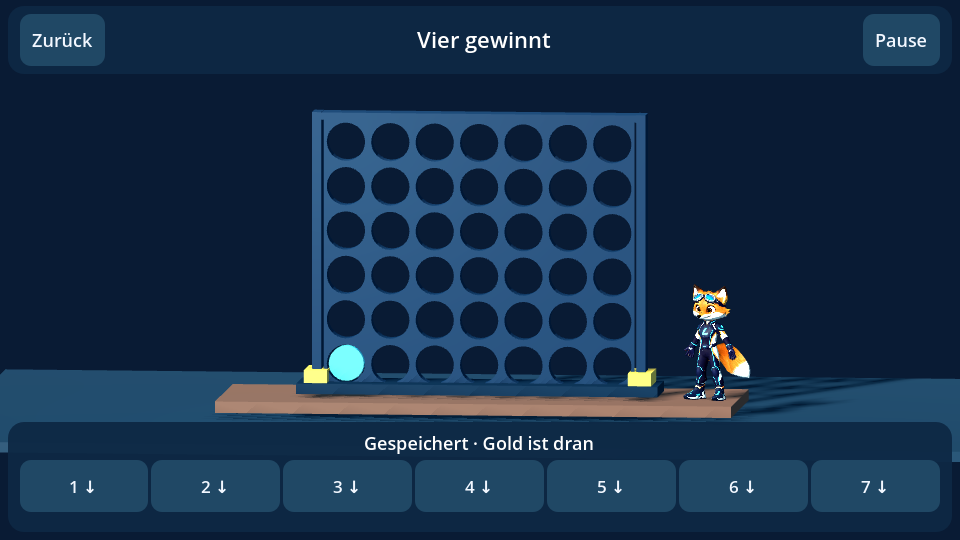 Zurück
Vier gewinnt
Pause
Gespeichert · Gold ist dran
1 ↓
2 ↓
3 ↓
4 ↓
5 ↓
6 ↓
7 ↓